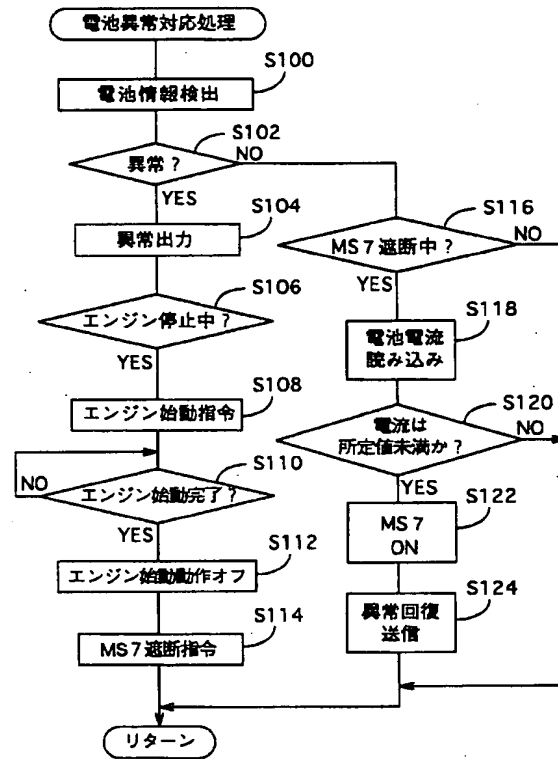 電池異常対応処理
S100
電池情報検出
S102
異常？
NO
YES
S104
異常出力
S106
エンジン停止中？
YES
S108
エンジン始動指令
S110
エンジン始動完了？
NO
YES
S112
エンジン始動動作オフ
S114
MS7遮断指令
リターン
S116
MS7遮断中？
NO
YES
S118
電池電流
読み込み
S120
電流は
所定値未満か？
NO
YES
S122
MS7
ON
S124
異常回復
送信